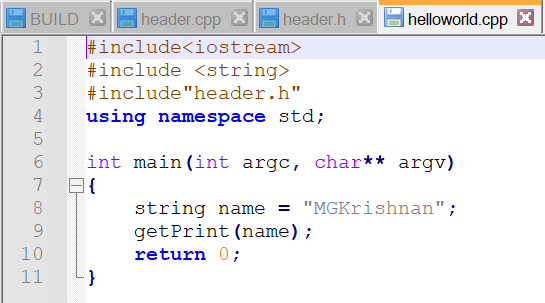 BUILD header.cpp header.h helloworld.cpp
1 #include<iostream>
2 #include <string>
3 #include"header.h"
4 using namespace std;
5
6 int main(int argc, char** argv)
7 {
8 string name = "MGKrishnan";
9 getPrint(name);
10 return 0;
11 }